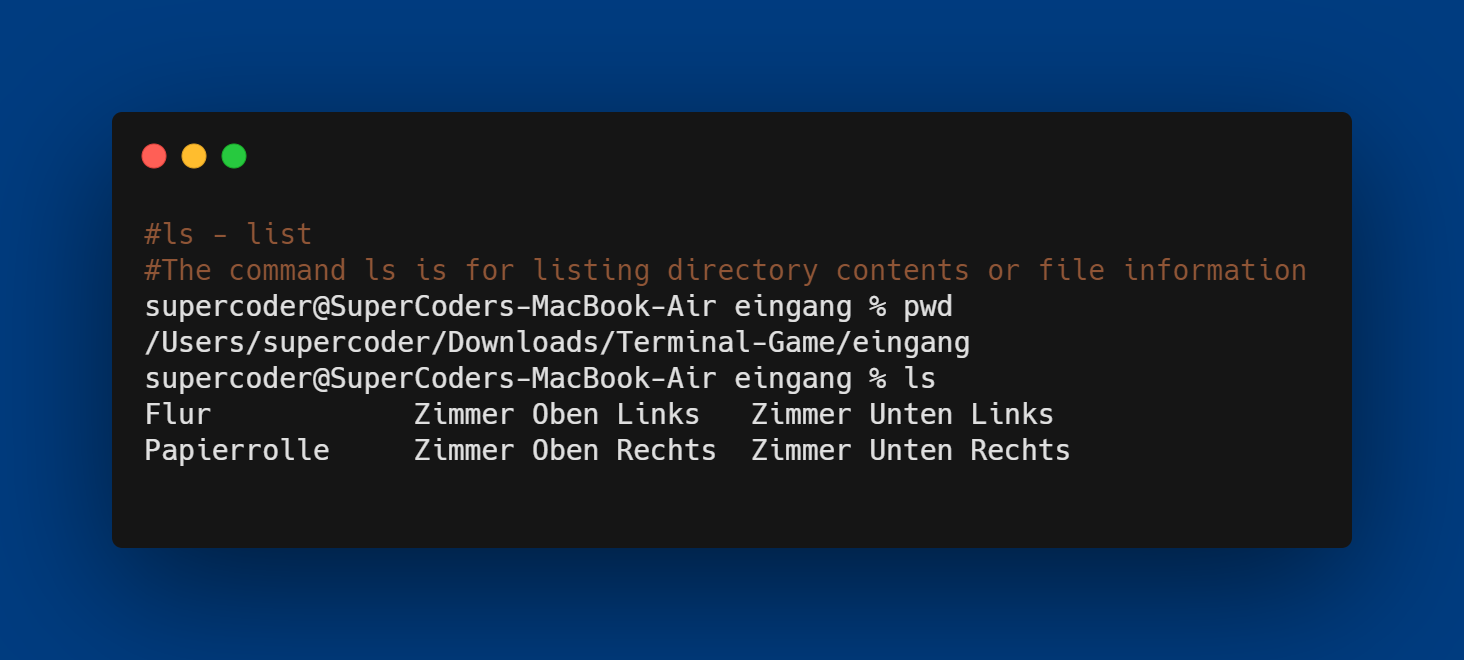 #ls - list
#The command ls is for listing directory contents or file information
supercoder@SuperCoders-MacBook-Air eingang % pwd
/Users/supercoder/Downloads/Terminal-Game/eingang
supercoder@SuperCoders-MacBook-Air eingang % ls
Flur            Zimmer Oben Links   Zimmer Unten Links
Papierrolle     Zimmer Oben Rechts  Zimmer Unten Rechts